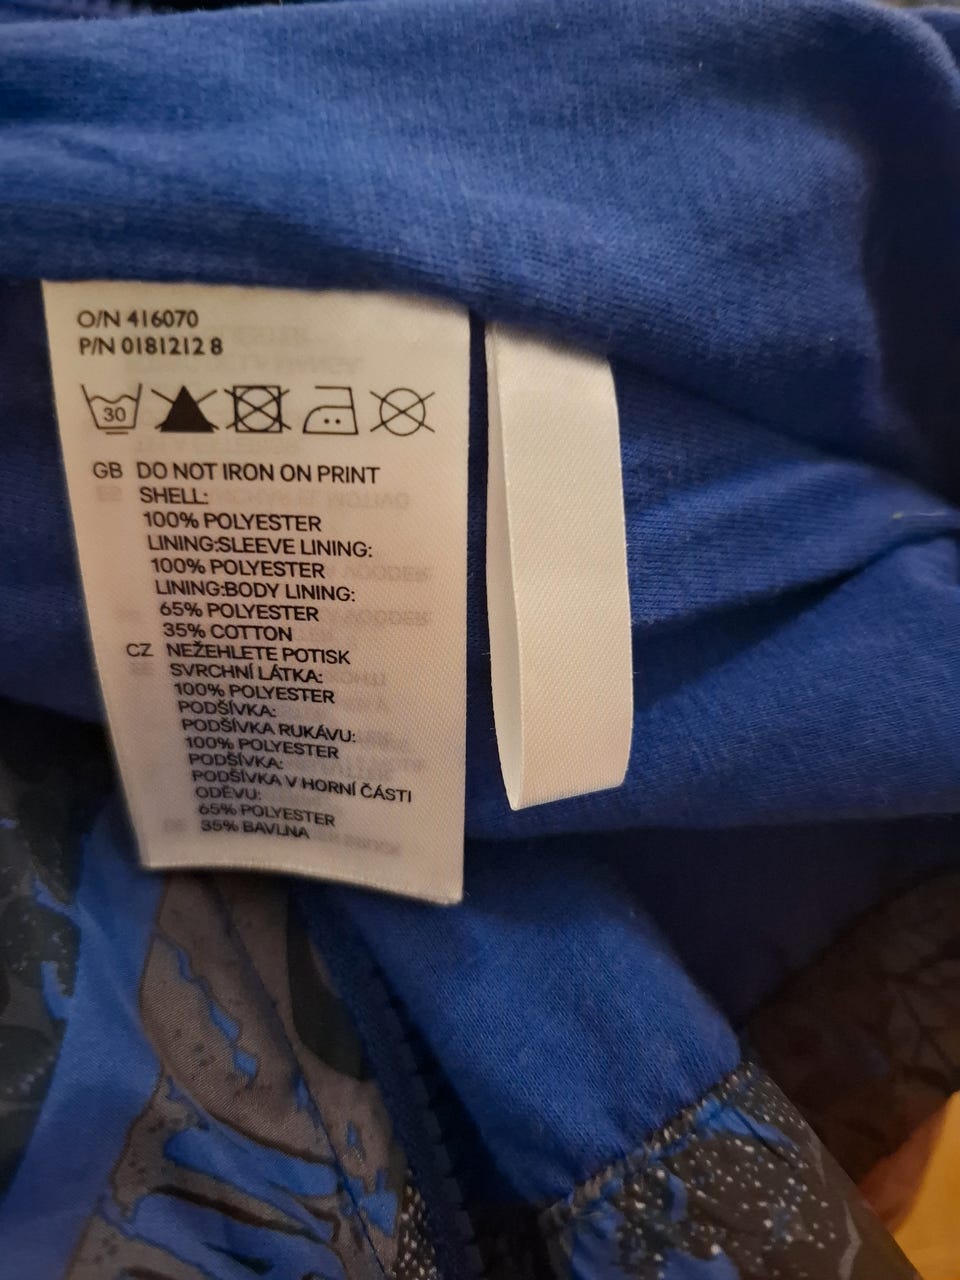 O/N 416070
P/N 0181212 8
30
GB DO NOT IRON ON PRINT
SHELL:
100% POLYESTER
LINING:SLEEVE LINING:
100% POLYESTER
LINING:BODY LINING:
65% POLYESTER
35% COTTON
CZ NEŽEHLETE POTISK
SVRCHNÍ LÁTKA:
100% POLYESTER
PODŠÍVKA:
PODŠÍVKA RUKÁVU:
100% POLYESTER
PODŠÍVKA:
PODŠÍVKA V HORNÍ ČÁSTI
ODĚVU:
65% POLYESTER
35% BAVLNA